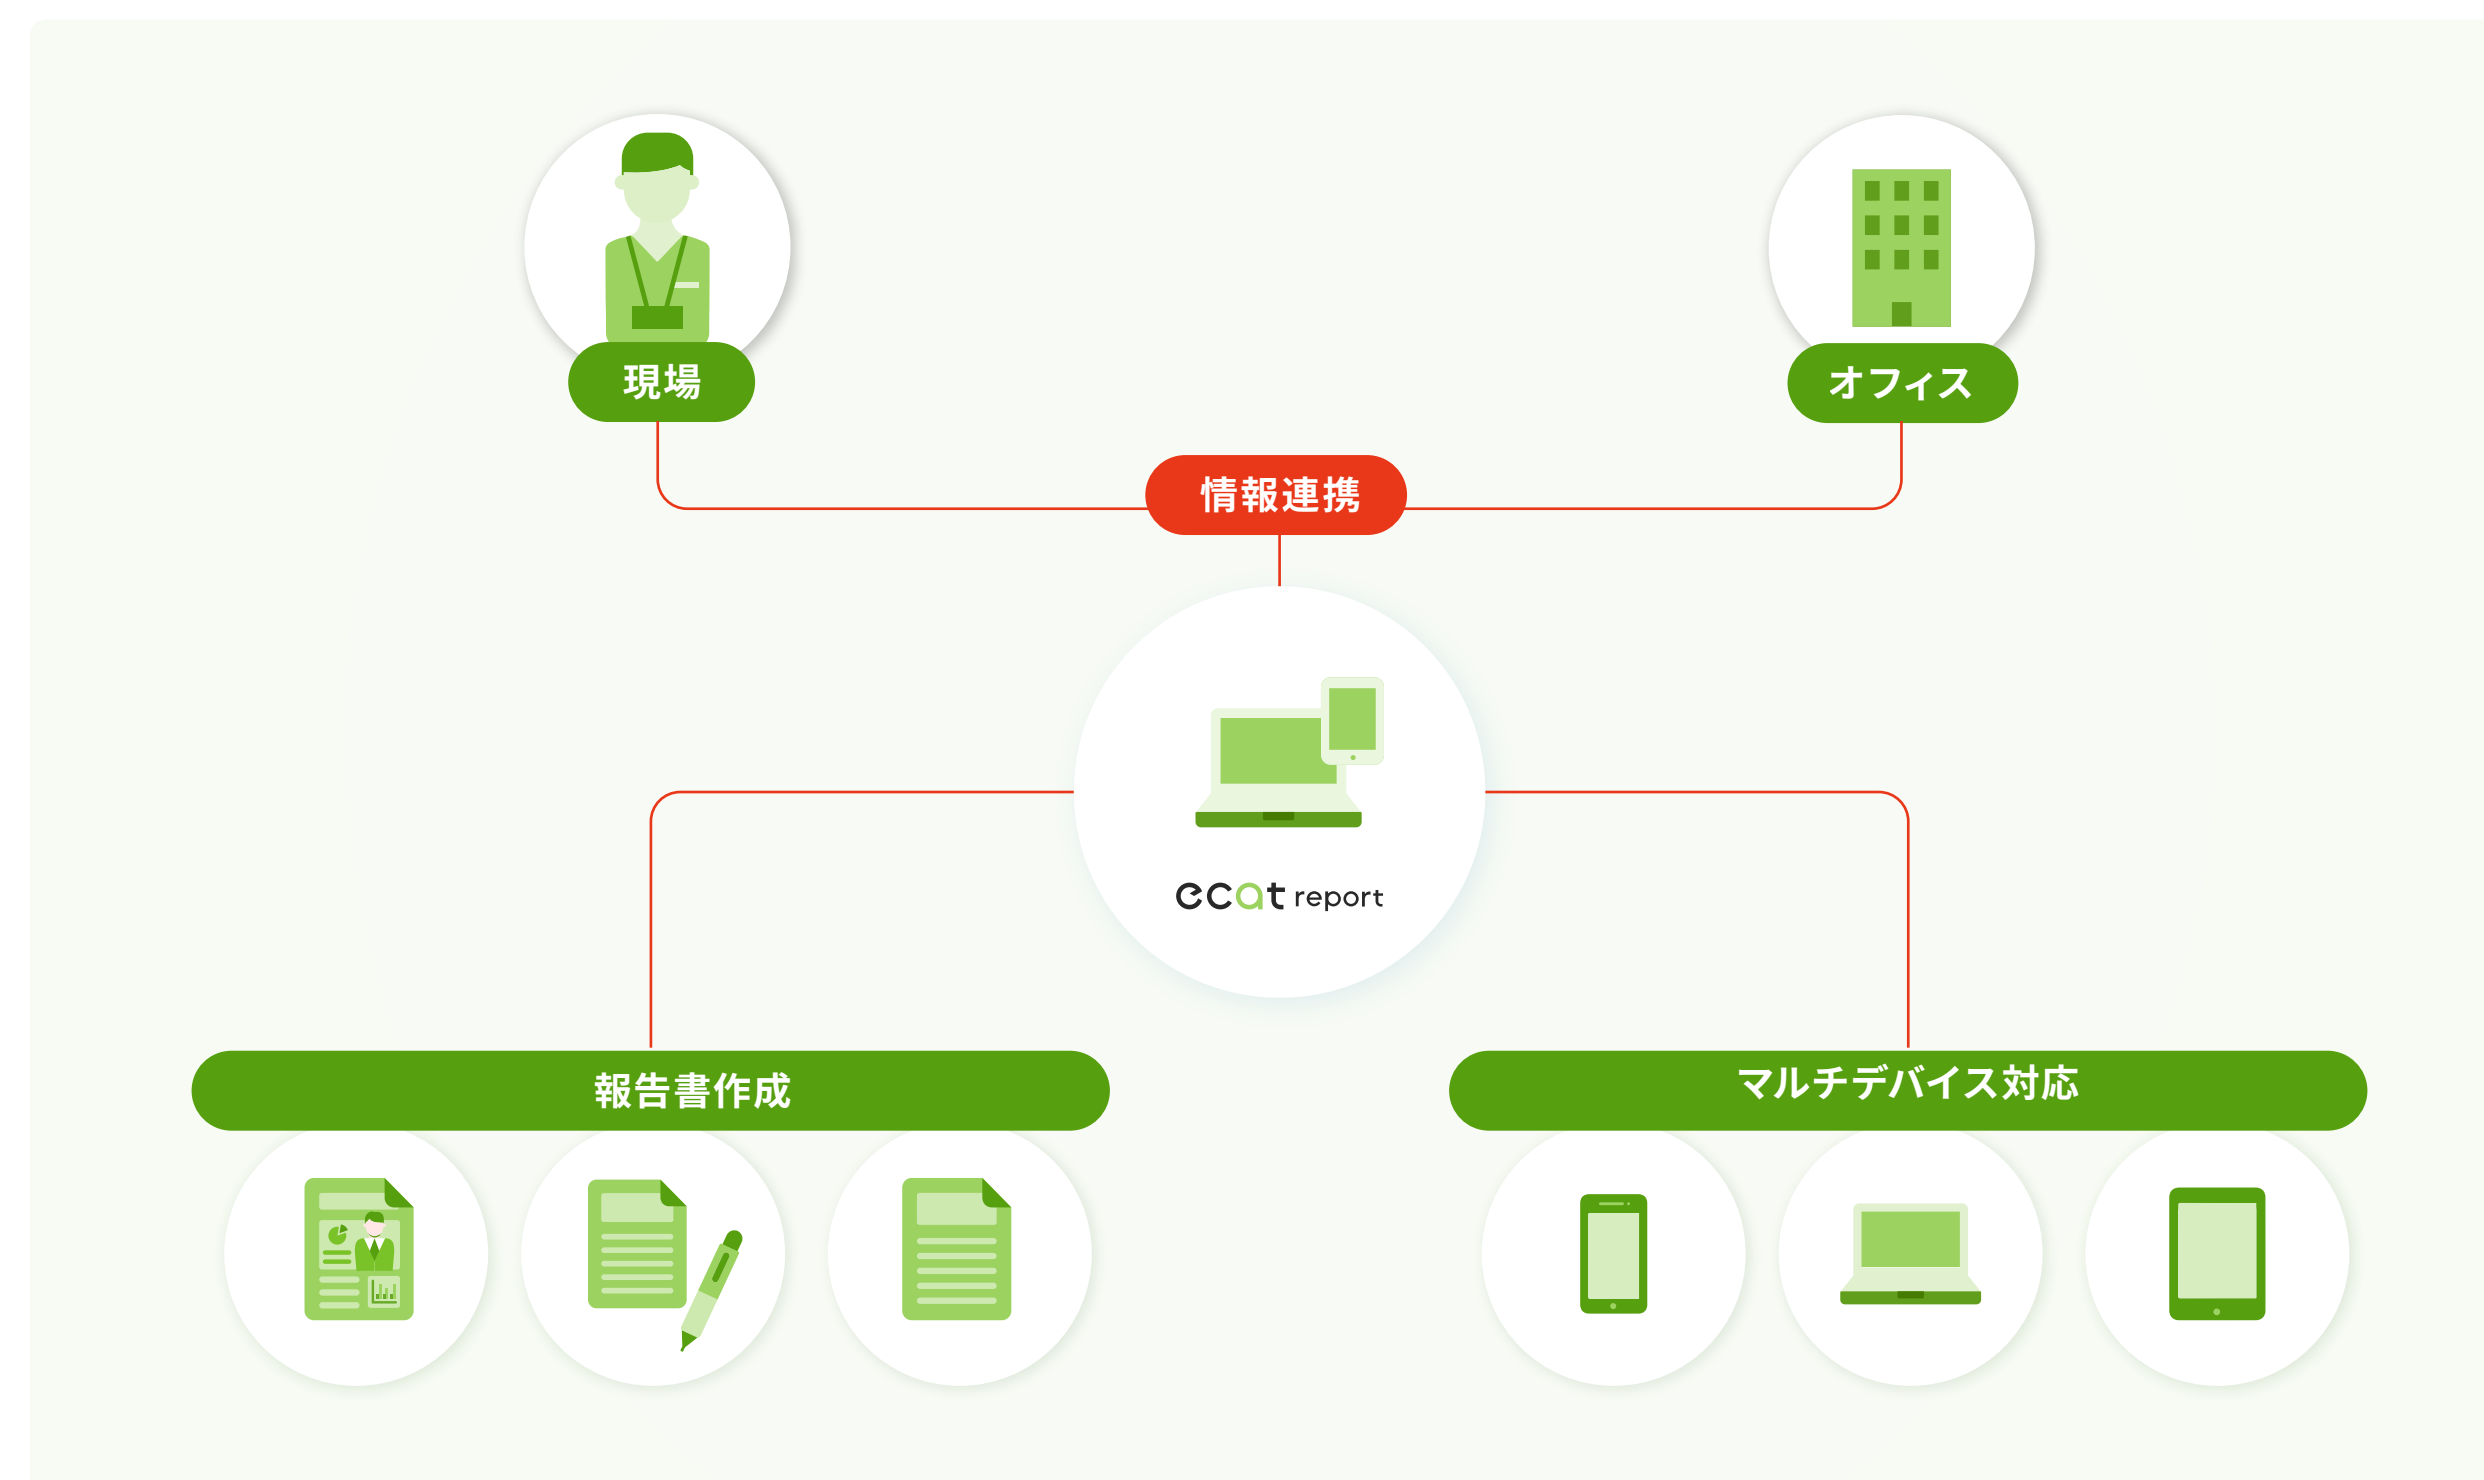 現場
オフィス
情報連携
ecat report
報告書作成
マルチデバイス対応